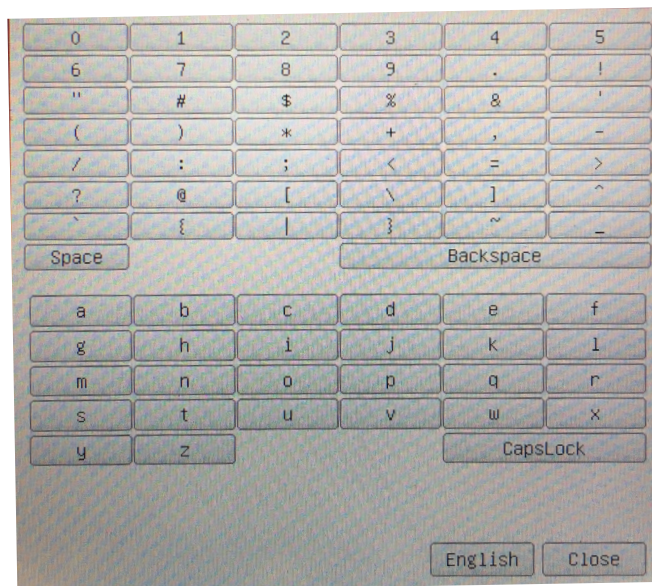 0 1 2 3 4 5
6 7 8 9 . !
" # $ % & '
( ) * + , -
/ : ; < = >
? @ [ \ ] ^
` { | } ~ _
Space Backspace
a b c d e f
g h i j k l
m n o p q r
s t u v w x
y z CapsLock
English Close